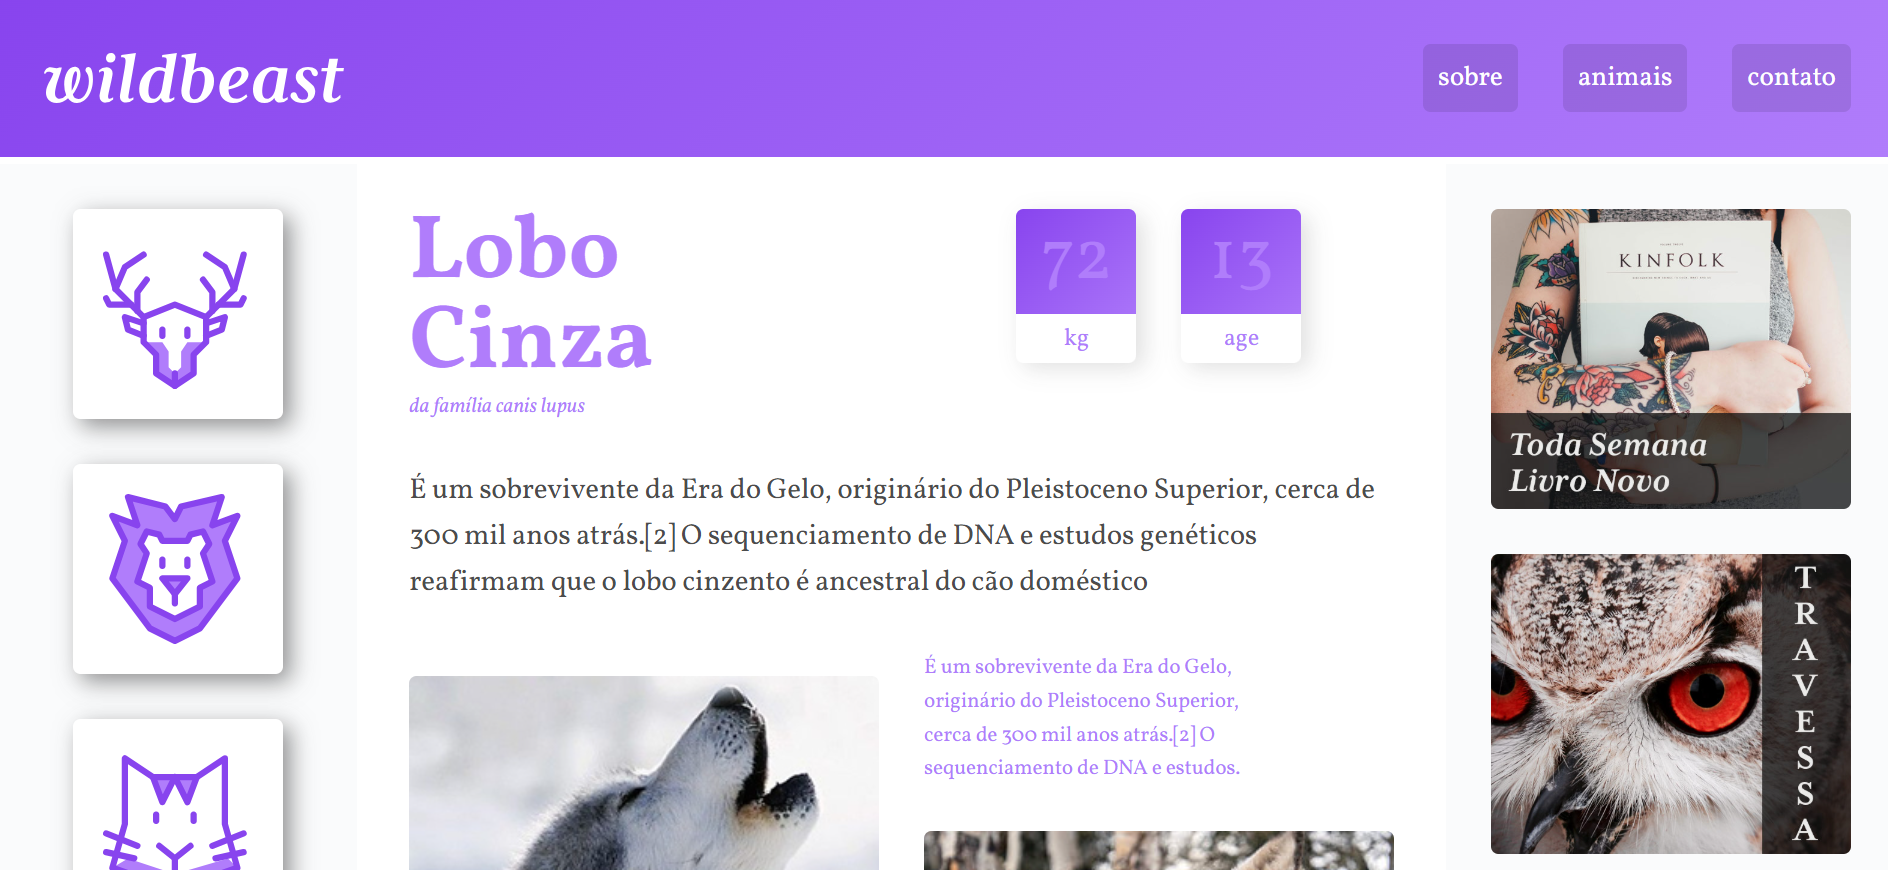 wildbeast
sobre
animais
contato
Lobo
Cinza
da família canis lupus
72
kg
13
age
É um sobrevivente da Era do Gelo, originário do Pleistoceno Superior, cerca de
300 mil anos atrás.[2] O sequenciamento de DNA e estudos genéticos
reafirmam que o lobo cinzento é ancestral do cão doméstico
É um sobrevivente da Era do Gelo,
originário do Pleistoceno Superior,
cerca de 300 mil anos atrás.[2] O
sequenciamento de DNA e estudos.
KINFOLK
Toda Semana
Livro Novo
TRAVESSA